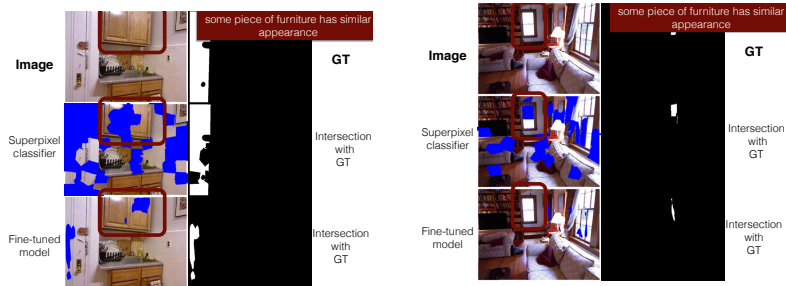 some piece of furniture has similar
appearance
Image
GT
Superpixel
classifier
Intersection
with
GT
Fine-tuned
model
Intersection
with
GT
some piece of furniture has similar
appearance
Image
GT
Superpixel
classifier
Intersection
with
GT
Fine-tuned
model
Intersection
with
GT